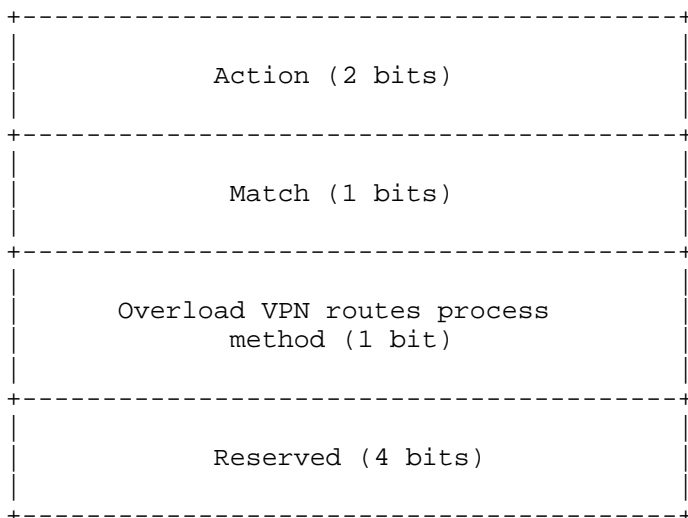 Action (2 bits)
Match (1 bits)
Overload VPN routes process
method (1 bit)
Reserved (4 bits)